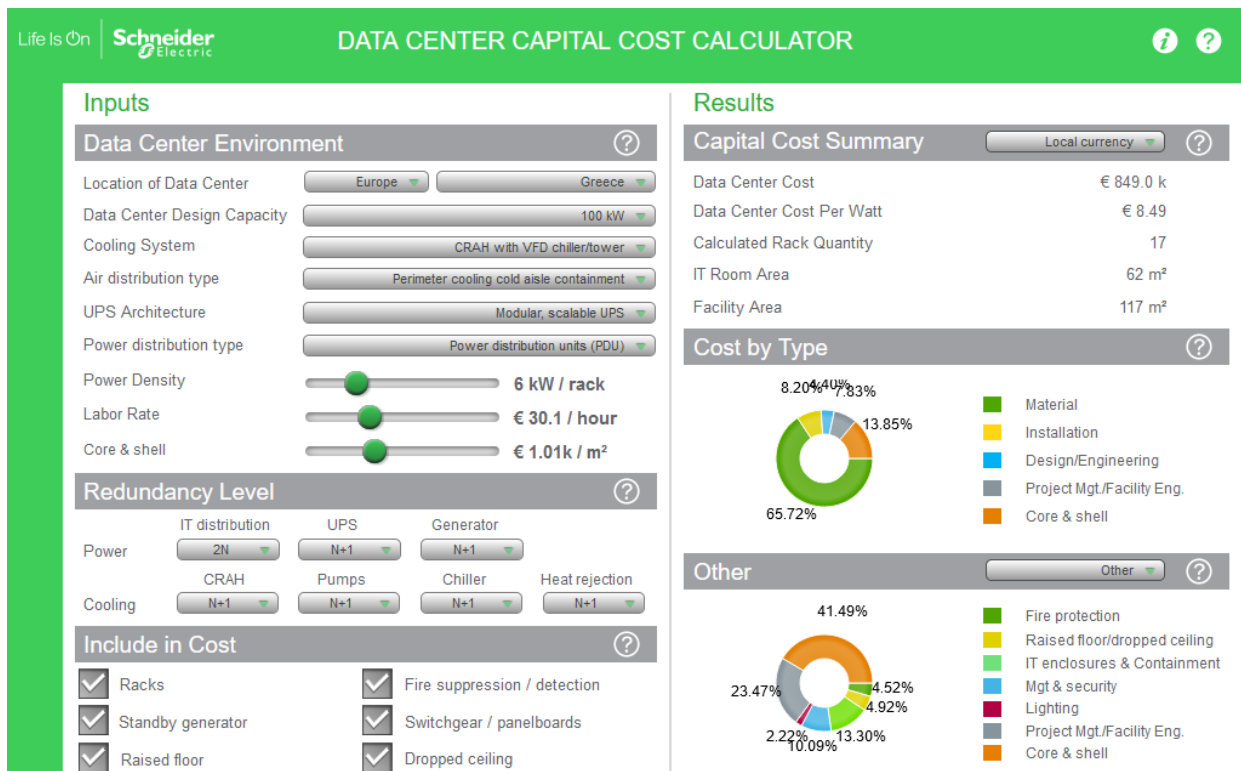 Life Is On
Schneider Electric
DATA CENTER CAPITAL COST CALCULATOR
i
?
Inputs
Data Center Environment ?
Location of Data Center Europe Greece
Data Center Design Capacity 100 kW
Cooling System CRAH with VFD chiller/tower
Air distribution type Perimeter cooling cold aisle containment
UPS Architecture Modular, scalable UPS
Power distribution type Power distribution units (PDU)
Power Density 6 kW / rack
Labor Rate € 30.1 / hour
Core & shell € 1.01k / m²
Redundancy Level ?
IT distribution UPS Generator
Power 2N N+1 N+1
CRAH Pumps Chiller Heat rejection
Cooling N+1 N+1 N+1 N+1
Include in Cost ?
Racks Fire suppression / detection
Standby generator Switchgear / panelboards
Raised floor Dropped ceiling
Results
Capital Cost Summary Local currency ?
Data Center Cost € 849.0 k
Data Center Cost Per Watt € 8.49
Calculated Rack Quantity 17
IT Room Area 62 m²
Facility Area 117 m²
Cost by Type ?
8.20% 4.40% 7.83%
13.85%
65.72%
Material
Installation
Design/Engineering
Project Mgt./Facility Eng.
Core & shell
Other Other ?
41.49%
23.47%
4.52%
4.92%
2.22% 13.30%
10.09%
Fire protection
Raised floor/dropped ceiling
IT enclosures & Containment
Mgt & security
Lighting
Project Mgt./Facility Eng.
Core & shell